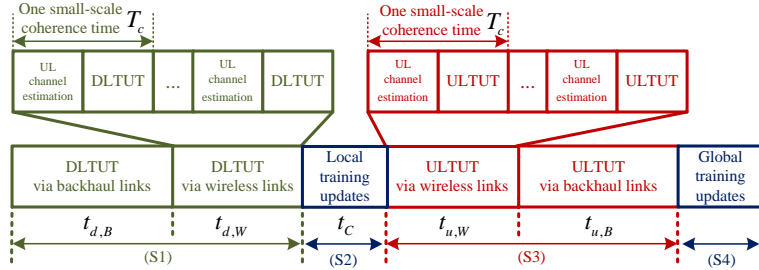 One small-scale
coherence time T_c
One small-scale
coherence time T_c
UL
channel
estimation
DLTUT
...
UL
channel
estimation
DLTUT
UL
channel
estimation
ULTUT
...
UL
channel
estimation
ULTUT
DLTUT
via backhaul links
DLTUT
via wireless links
Local
training
updates
ULTUT
via wireless links
ULTUT
via backhaul links
Global
training
updates
t_{d,B}
t_{d,W}
t_C
t_{u,W}
t_{u,B}
(S1)
(S2)
(S3)
(S4)